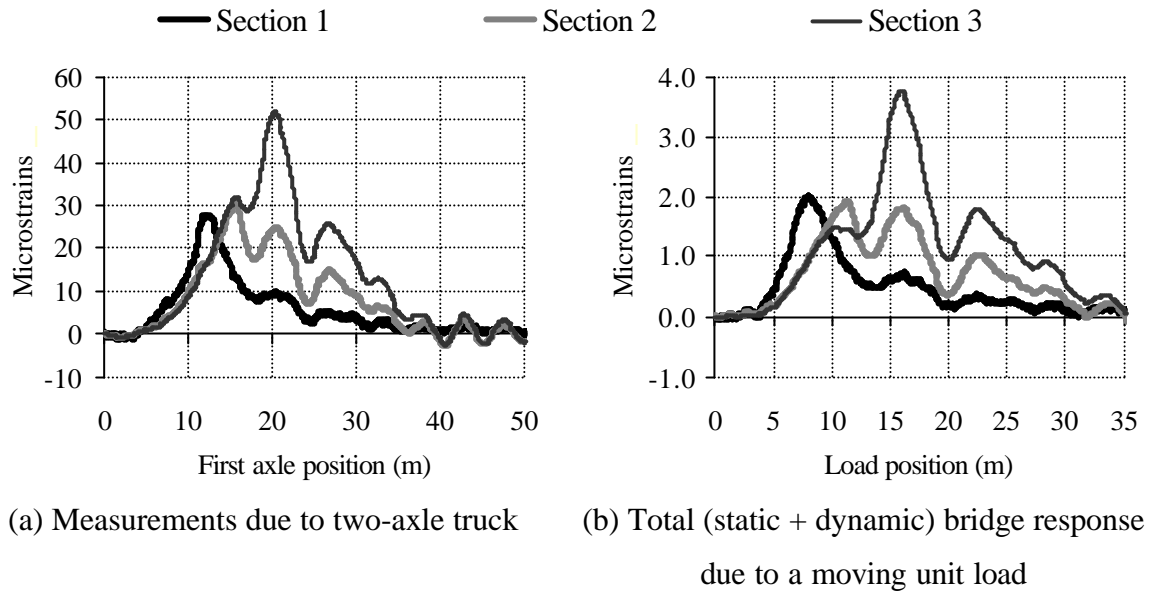 Section 1 Section 2 Section 3
60
50
40
30
20
10
0
-10
Microstrains
0 10 20 30 40 50
First axle position (m)
4.0
3.0
2.0
1.0
0.0
-1.0
Microstrains
0 5 10 15 20 25 30 35
Load position (m)
(a) Measurements due to two-axle truck
(b) Total (static + dynamic) bridge response
due to a moving unit load